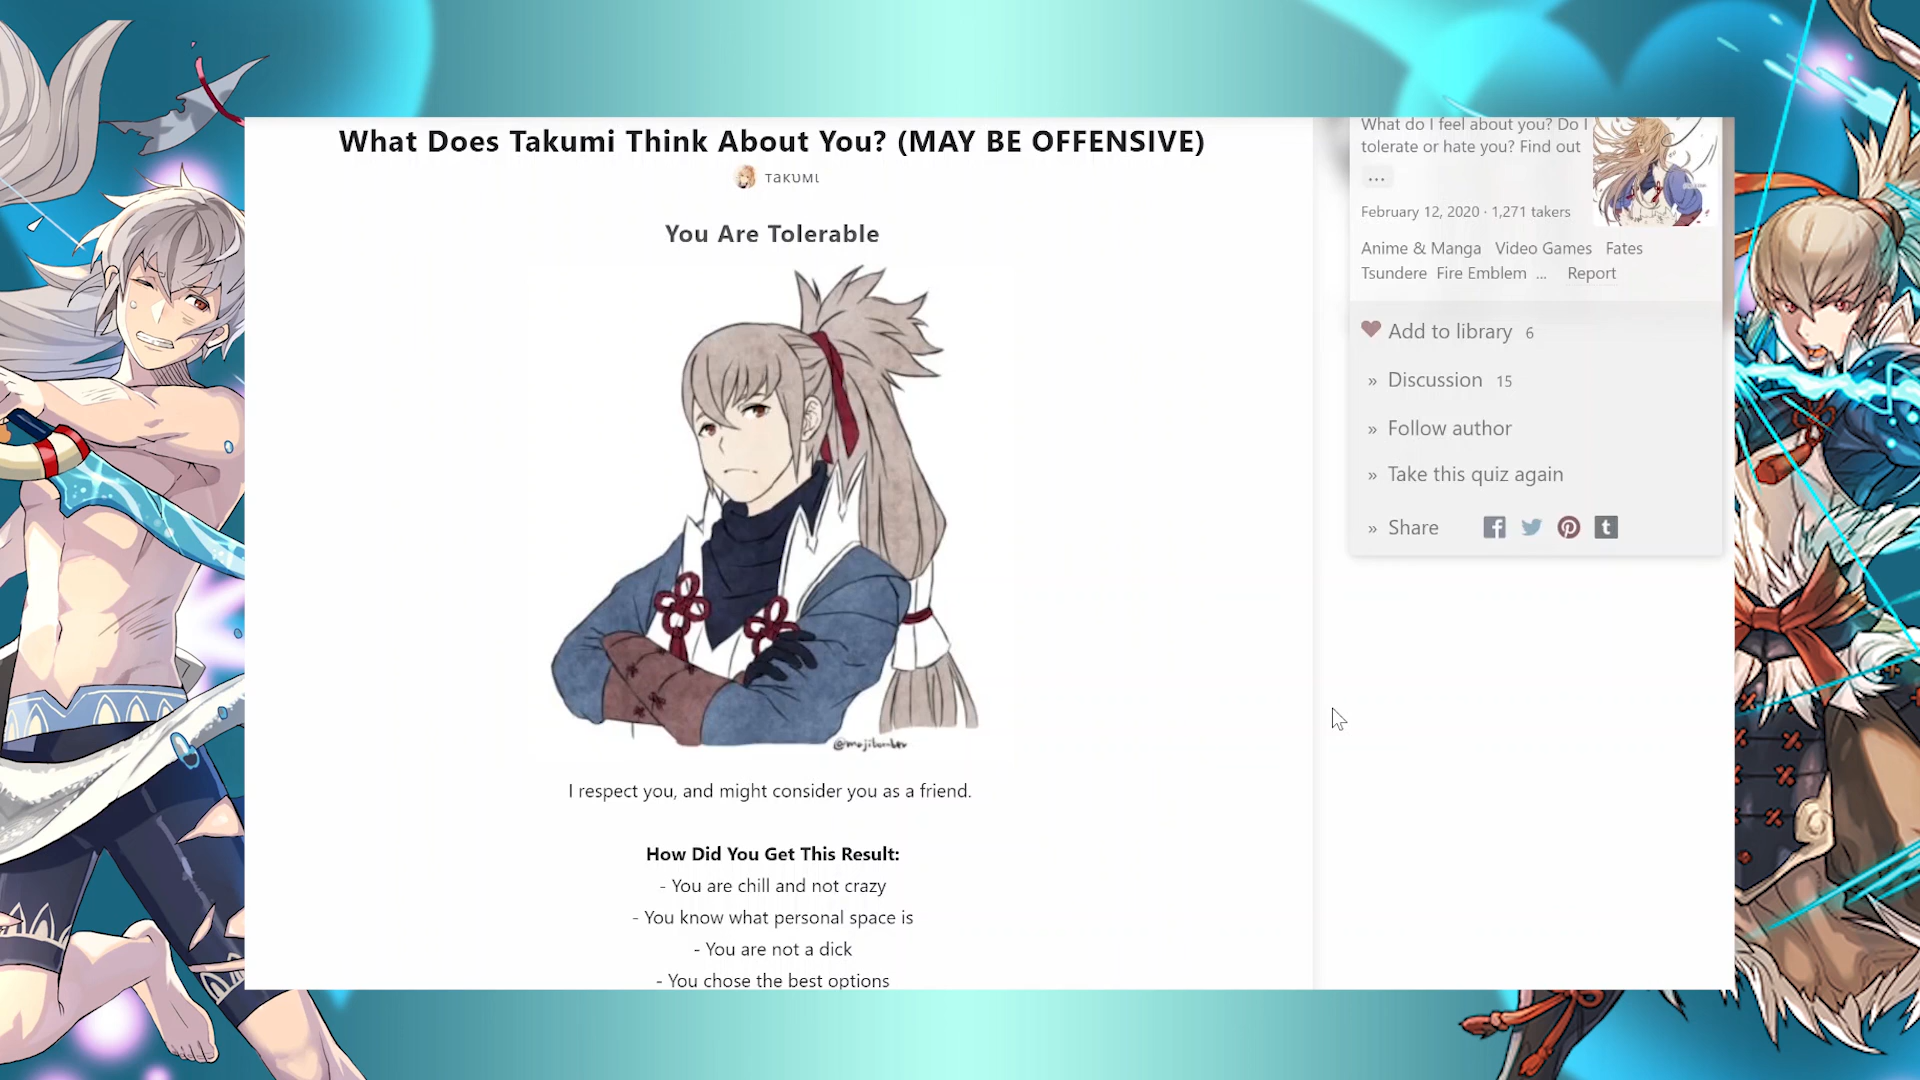 What Does Takumi Think About You? (MAY BE OFFENSIVE)
ᴛaᴋᴜᴍɪ
You Are Tolerable
I respect you, and might consider you as a friend.
How Did You Get This Result:
- You are chill and not crazy
- You know what personal space is
- You are not a dick
- You chose the best options
What do I feel about you? Do I
tolerate or hate you? Find out
...
February 12, 2020 · 1,271 takers
Anime & Manga Video Games Fates
Tsundere Fire Emblem ... Report
Add to library 6
» Discussion 15
» Follow author
» Take this quiz again
» Share